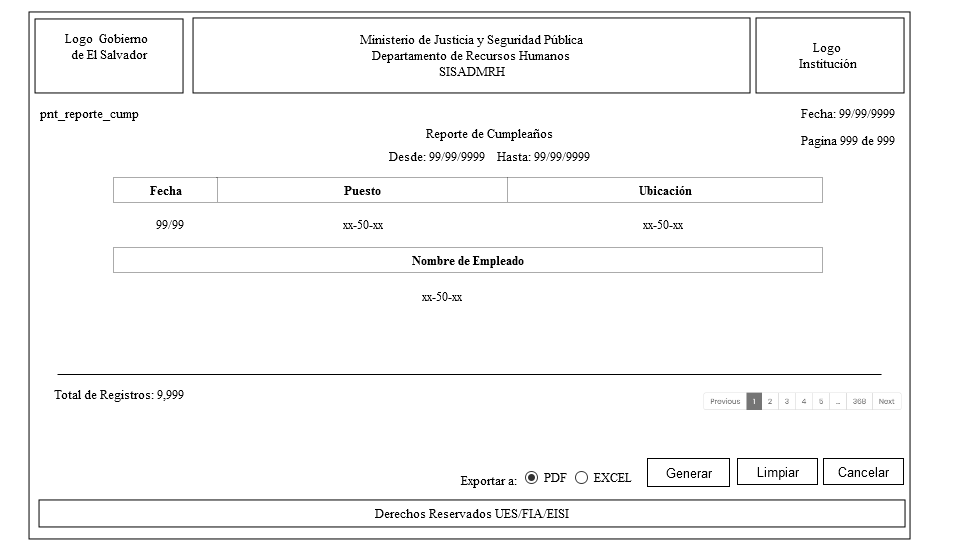 Logo Gobierno
de El Salvador
Ministerio de Justicia y Seguridad Pública
Departamento de Recursos Humanos
SISADMRH
Logo
Institución
pnt_reporte_cump
Fecha: 99/99/9999
Reporte de Cumpleaños
Pagina 999 de 999
Desde: 99/99/9999 Hasta: 99/99/9999
Fecha Puesto Ubicación
99/99 xx-50-xx xx-50-xx
Nombre de Empleado
xx-50-xx
Total de Registros: 9,999
Previous 1 2 3 4 5 ... 368 Next
Exportar a: PDF EXCEL Generar Limpiar Cancelar
Derechos Reservados UES/FIA/EISI